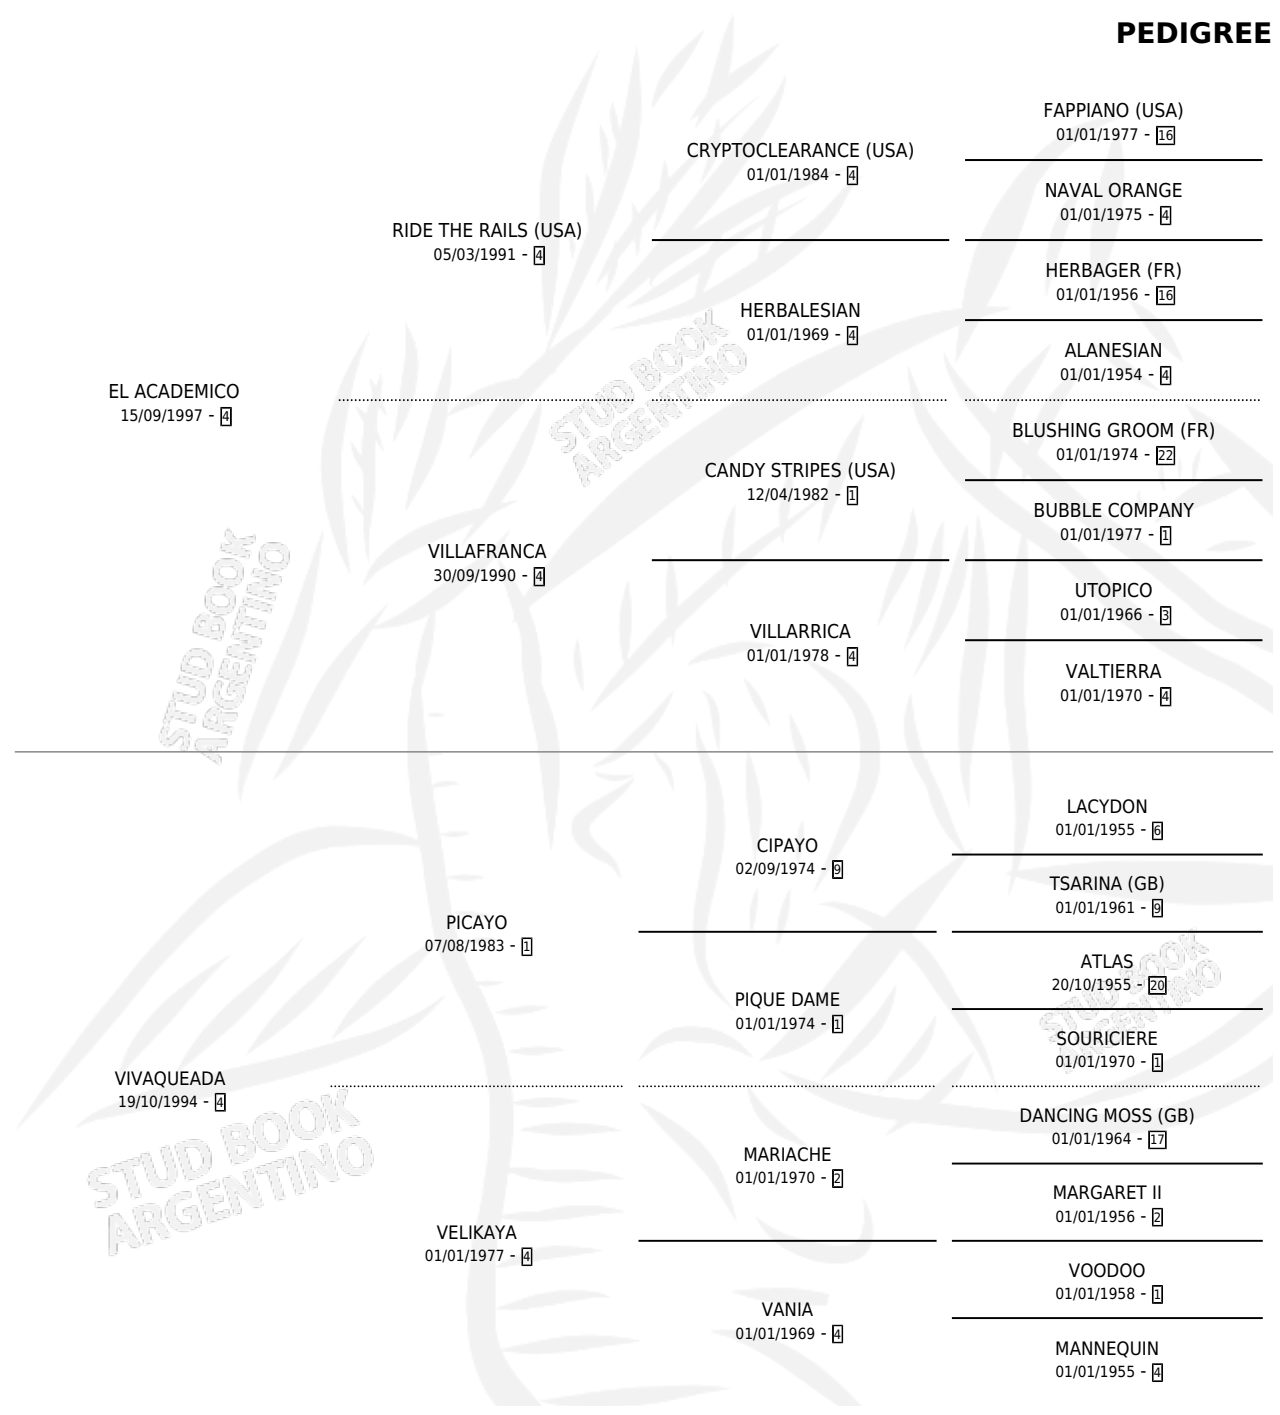 PEDIGREE
FAPPIANO (USA)
01/01/1977 - 16
CRYPTOCLEARANCE (USA)
01/01/1984 - 4
NAVAL ORANGE
01/01/1975 - 4
RIDE THE RAILS (USA)
05/03/1991 - 4
HERBAGER (FR)
01/01/1956 - 16
HERBALESIAN
01/01/1969 - 4
ALANESIAN
01/01/1954 - 4
EL ACADEMICO
15/09/1997 - 4
BLUSHING GROOM (FR)
01/01/1974 - 22
CANDY STRIPES (USA)
12/04/1982 - 1
BUBBLE COMPANY
01/01/1977 - 1
VILLAFRANCA
30/09/1990 - 4
UTOPICO
01/01/1966 - 3
VILLARRICA
01/01/1978 - 4
VALTIERRA
01/01/1970 - 4
LACYDON
01/01/1955 - 6
CIPAYO
02/09/1974 - 9
TSARINA (GB)
01/01/1961 - 9
PICAYO
07/08/1983 - 1
ATLAS
20/10/1955 - 20
PIQUE DAME
01/01/1974 - 1
SOURICIERE
01/01/1970 - 1
VIVAQUEADA
19/10/1994 - 4
DANCING MOSS (GB)
01/01/1964 - 17
MARIACHE
01/01/1970 - 2
MARGARET II
01/01/1956 - 2
VELIKAYA
01/01/1977 - 4
VOODOO
01/01/1958 - 1
VANIA
01/01/1969 - 4
MANNEQUIN
01/01/1955 - 4
STUD BOOK
ARGENTINO
STUD BOOK
ARGENTINO
STUD BOOK
ARGENTINO
STUD BOOK
ARGENTINO